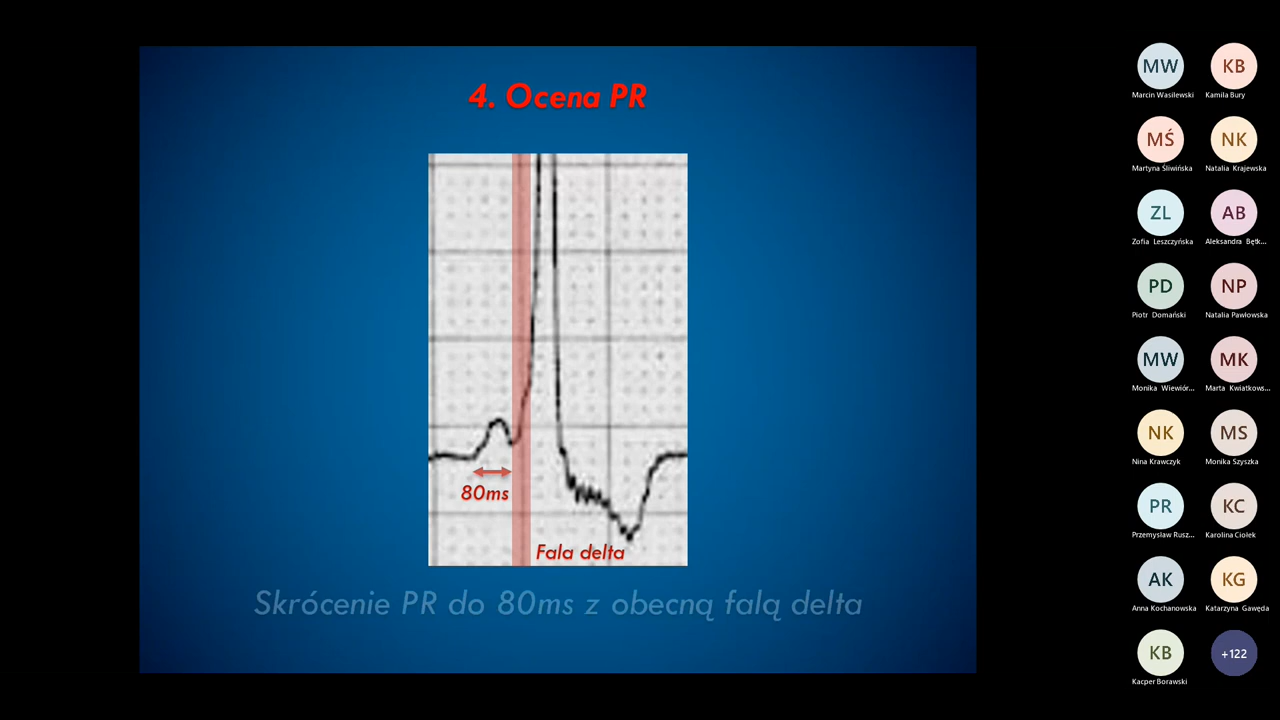 4. Ocena PR
80ms
Fala delta
Skrócenie PR do 80ms z obecną falą delta
MW
KB
Marcin Wasilewski
Kamila Bury
MŚ
NK
Martyna Śliwińska
Natalia Krajewska
ZL
AB
Zofia Leszczyńska
Aleksandra Bętk...
PD
NP
Piotr Domański
Natalia Pawłowska
MW
MK
Monika Wiewiór...
Marta Kwiatkows...
NK
MS
Nina Krawczyk
Monika Szyszka
PR
KC
Przemysław Rusz...
Karolina Ciołek
AK
KG
Anna Kochanowska
Katarzyna Gawęda
KB
+122
Kacper Borawski